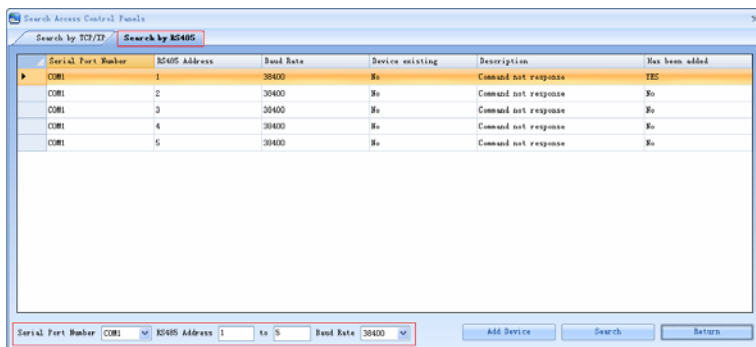 Search Access Control Panels
Search by TCP/IP Search by RS485
Serial Port Number RS485 Address Baud Rate Device existing Description Has been added
COM1 1 38400 No Command not response YES
COM1 2 38400 No Command not response No
COM1 3 38400 No Command not response No
COM1 4 38400 No Command not response No
COM1 5 38400 No Command not response No
Serial Port Number COM1 RS485 Address 1 to 5 Baud Rate 38400 Add Device Search Return